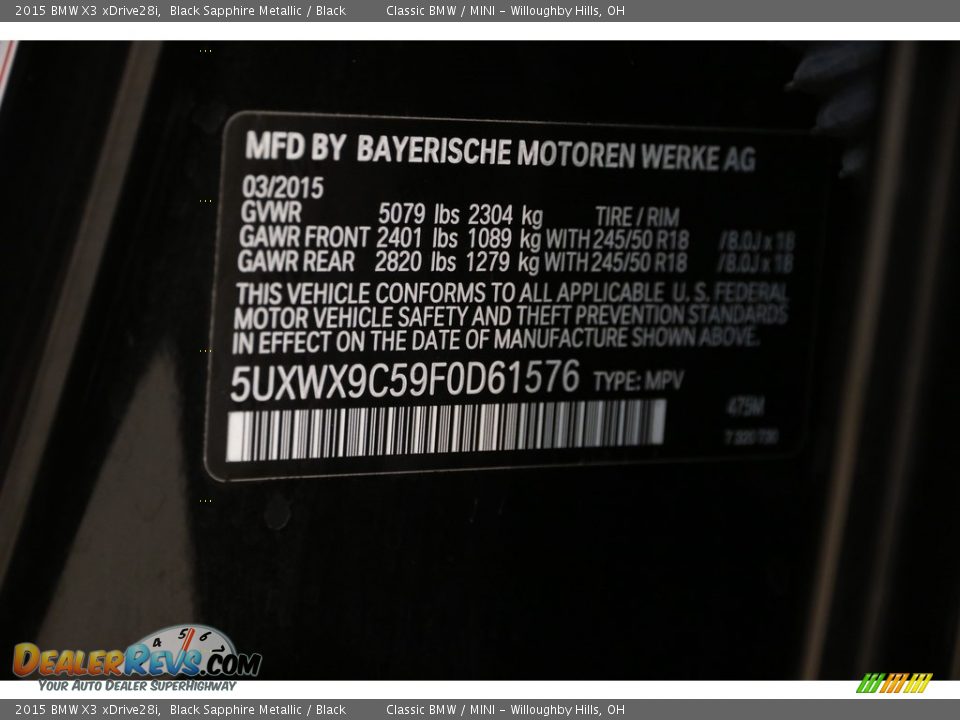 2015 BMW X3 xDrive28i, Black Sapphire Metallic / Black Classic BMW / MINI - Willoughby Hills, OH
MFD BY BAYERISCHE MOTOREN WERKE AG
03/2015
GVWR 5079 lbs 2304 kg TIRE / RIM
GAWR FRONT 2401 lbs 1089 kg WITH 245/50 R18 /8.0J x 18
GAWR REAR 2820 lbs 1279 kg WITH 245/50 R18 /8.0J x 18
THIS VEHICLE CONFORMS TO ALL APPLICABLE U. S. FEDERAL
MOTOR VEHICLE SAFETY AND THEFT PREVENTION STANDARDS
IN EFFECT ON THE DATE OF MANUFACTURE SHOWN ABOVE.
5UXWX9C59F0D61576 TYPE: MPV
475M
4 5 6 7
DEALERREVS.COM
YOUR AUTO DEALER SUPERHIGHWAY
2015 BMW X3 xDrive28i, Black Sapphire Metallic / Black Classic BMW / MINI - Willoughby Hills, OH